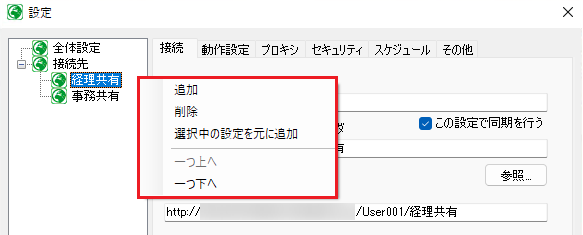 設定
全体設定
接続先
経理共有
事務共有
接続 動作設定 プロキシ セキュリティ スケジュール その他
追加
削除
選択中の設定を元に追加
一つ上へ
一つ下へ
この設定で同期を行う
有
参照...
http:// /User001/経理共有